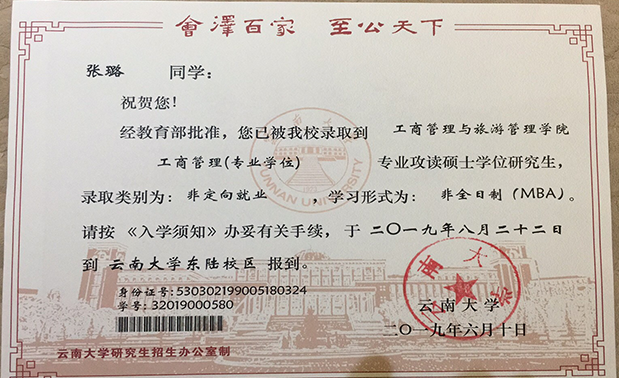 會澤百家 至公天下
张璐 同学：
祝贺您！
经教育部批准，您已被我校录取到 工商管理与旅游管理学院
工商管理(专业学位) 专业攻读硕士学位研究生，
录取类别为：非定向就业 ，学习形式为：非全日制（MBA）。
请按《入学须知》办妥有关手续，于 二〇一九年八月二十二日
到 云南大学东陆校区 报到。
身份证号:530302199005180324
学号:32019000580
云南大学
二〇一九年六月十日
云南大学研究生招生办公室制
云南大学
YUNNAN UNIVERSITY